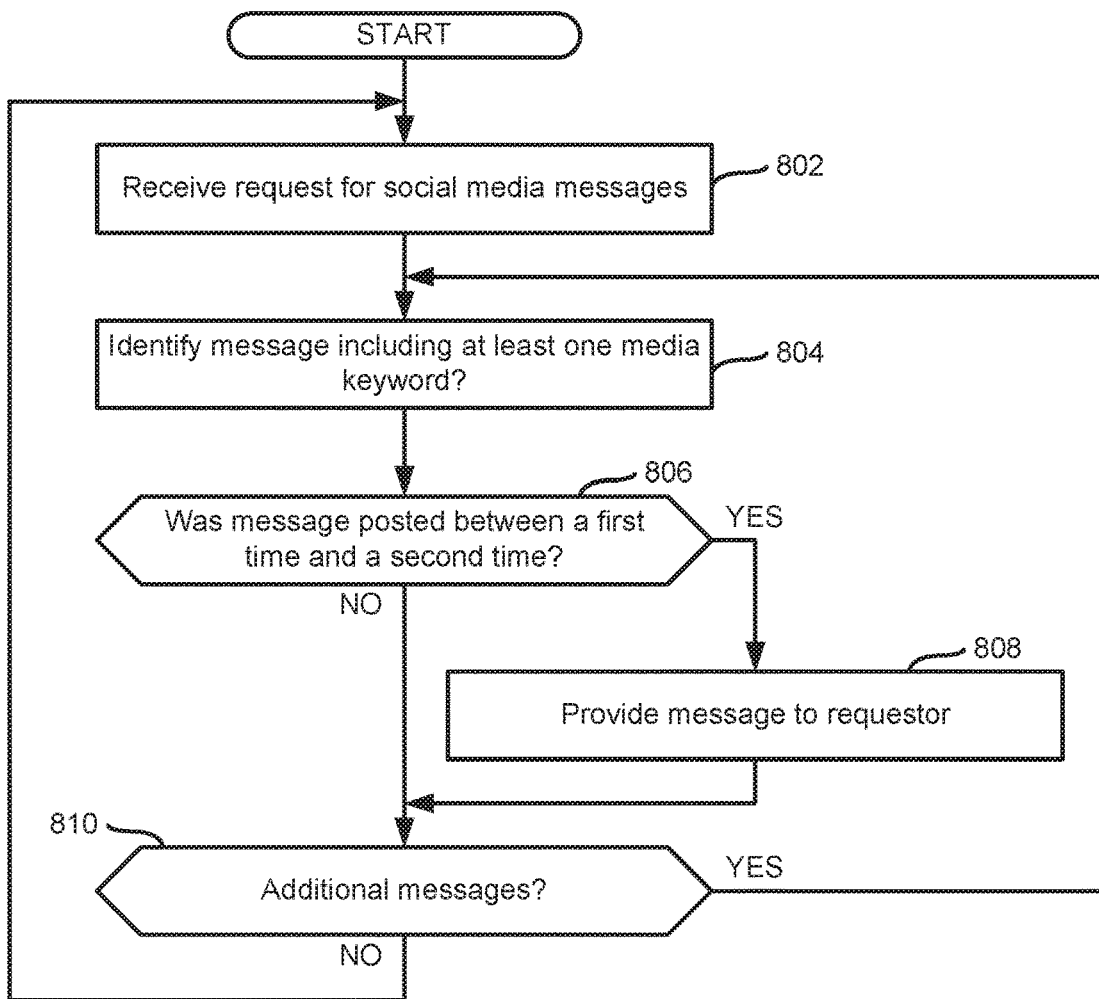 START
Receive request for social media messages
802
Identify message including at least one media
keyword?
804
806
Was message posted between a first
time and a second time?
YES
NO
808
Provide message to requestor
810
Additional messages?
YES
NO